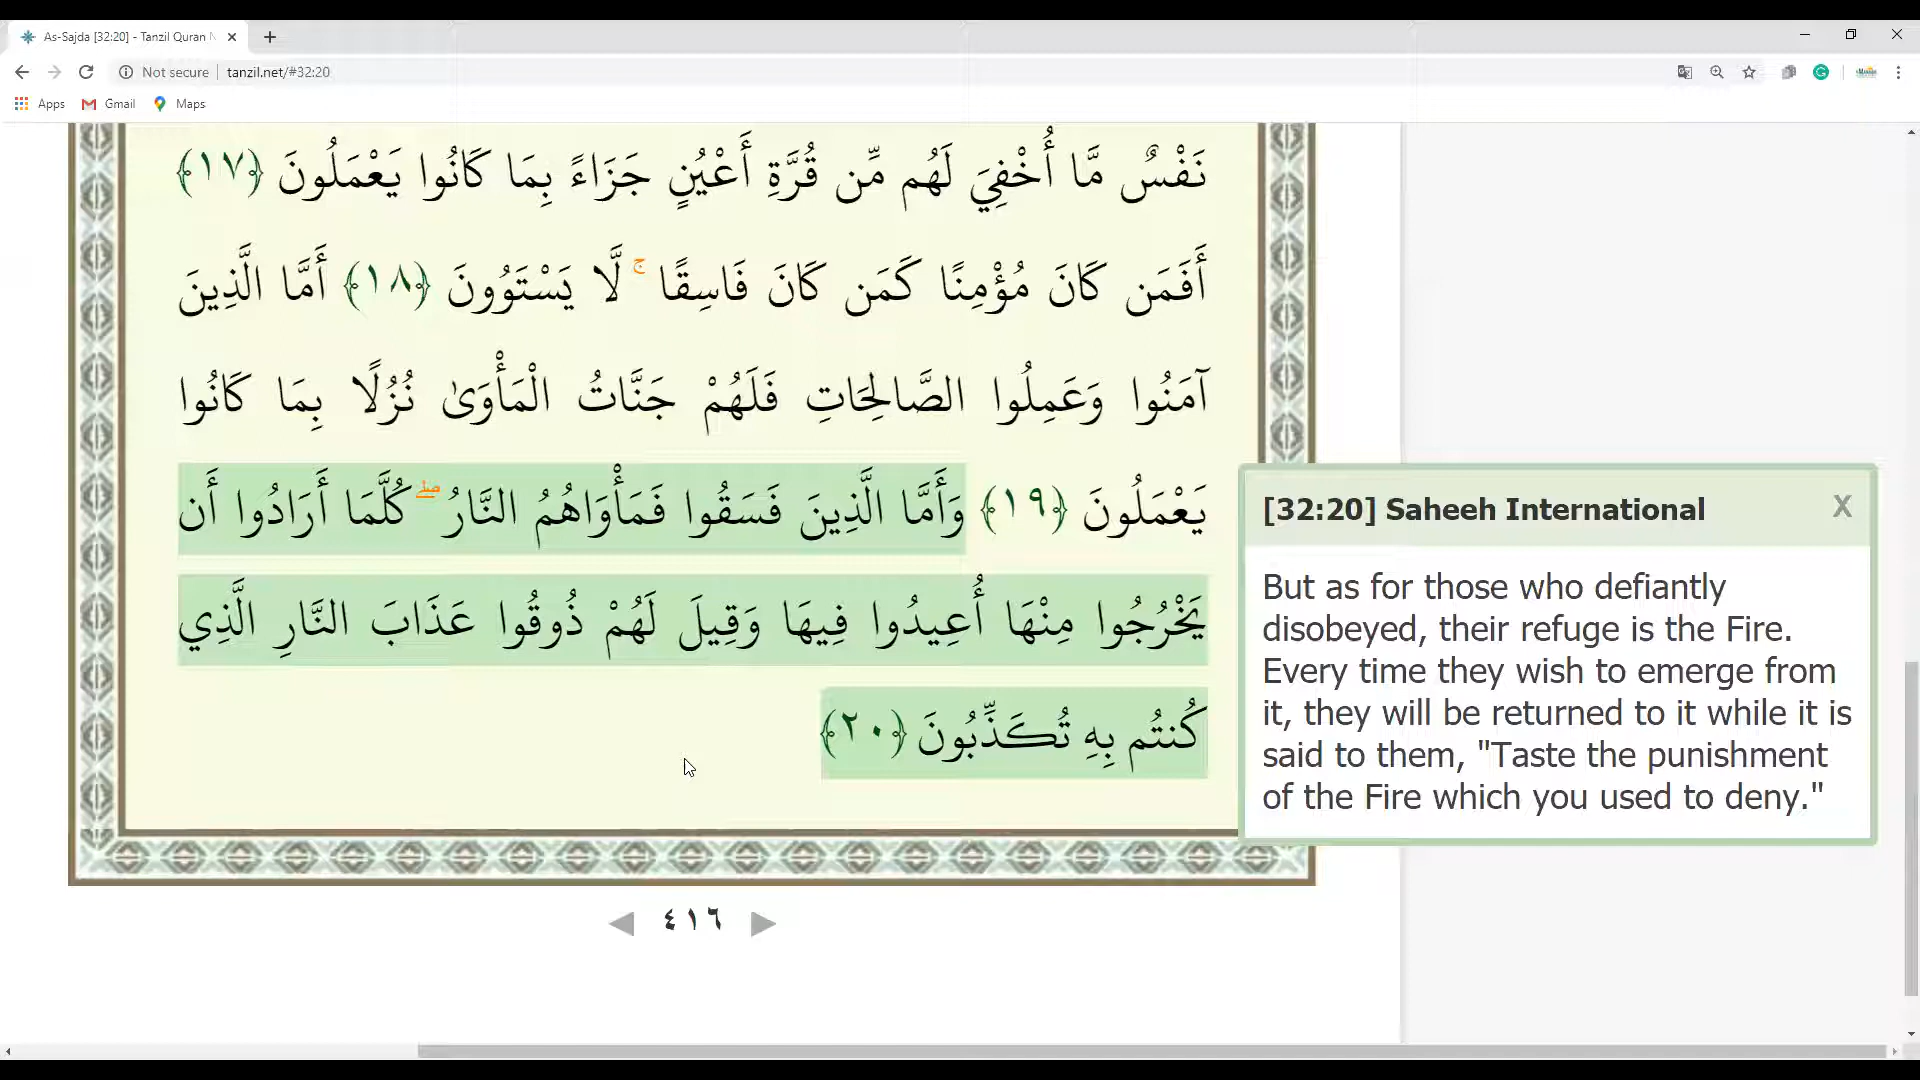 As-Sajda [32:20] - Tanzil Quran N
Not secure
tanzil.net/#32:20
Apps
Gmail
Maps
نَفْسٌ مَّا أُخْفِيَ لَهُم مِّن قُرَّةِ أَعْيُنٍ جَزَاءً بِمَا كَانُوا يَعْمَلُونَ ﴿١٧﴾
أَفَمَن كَانَ مُؤْمِنًا كَمَن كَانَ فَاسِقًا ۚ لَّا يَسْتَوُونَ ﴿١٨﴾ أَمَّا الَّذِينَ
آمَنُوا وَعَمِلُوا الصَّالِحَاتِ فَلَهُمْ جَنَّاتُ الْمَأْوَىٰ نُزُلًا بِمَا كَانُوا
يَعْمَلُونَ ﴿١٩﴾ وَأَمَّا الَّذِينَ فَسَقُوا فَمَأْوَاهُمُ النَّارُ ۖ كُلَّمَا أَرَادُوا أَن
يَخْرُجُوا مِنْهَا أُعِيدُوا فِيهَا وَقِيلَ لَهُمْ ذُوقُوا عَذَابَ النَّارِ الَّذِي
كُنتُم بِهِ تُكَذِّبُونَ ﴿٢٠﴾
٤١٦
[32:20] Saheeh International
X
But as for those who defiantly
disobeyed, their refuge is the Fire.
Every time they wish to emerge from
it, they will be returned to it while it is
said to them, "Taste the punishment
of the Fire which you used to deny."